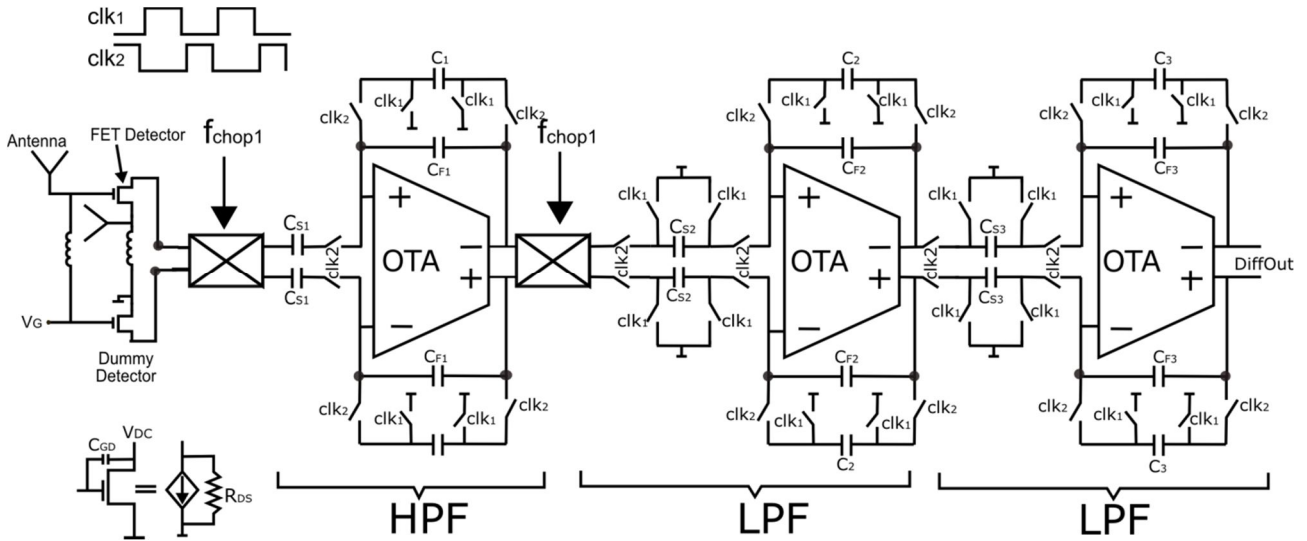 clk1
clk2
Antenna
FET Detector
fchop1
VG
Dummy
Detector
CGD
VDC
=
RDS
CS1
clk2
CS1
C1
clk2
clk1
clk1
clk2
CF1
+
OTA
−
+
−
CF1
clk2
clk1
clk1
clk2
HPF
fchop1
clk2
clk1
clk1
CS2
CS2
clk1
clk1
clk2
C2
clk2
clk1
clk1
clk2
CF2
+
OTA
−
+
−
CF2
clk2
clk1
clk1
clk2
C2
LPF
clk2
clk1
clk1
CS3
CS3
clk1
clk1
clk2
C3
clk2
clk1
clk1
clk2
CF3
+
OTA
−
+
−
DiffOut
CF3
clk2
clk1
clk1
clk2
C3
LPF